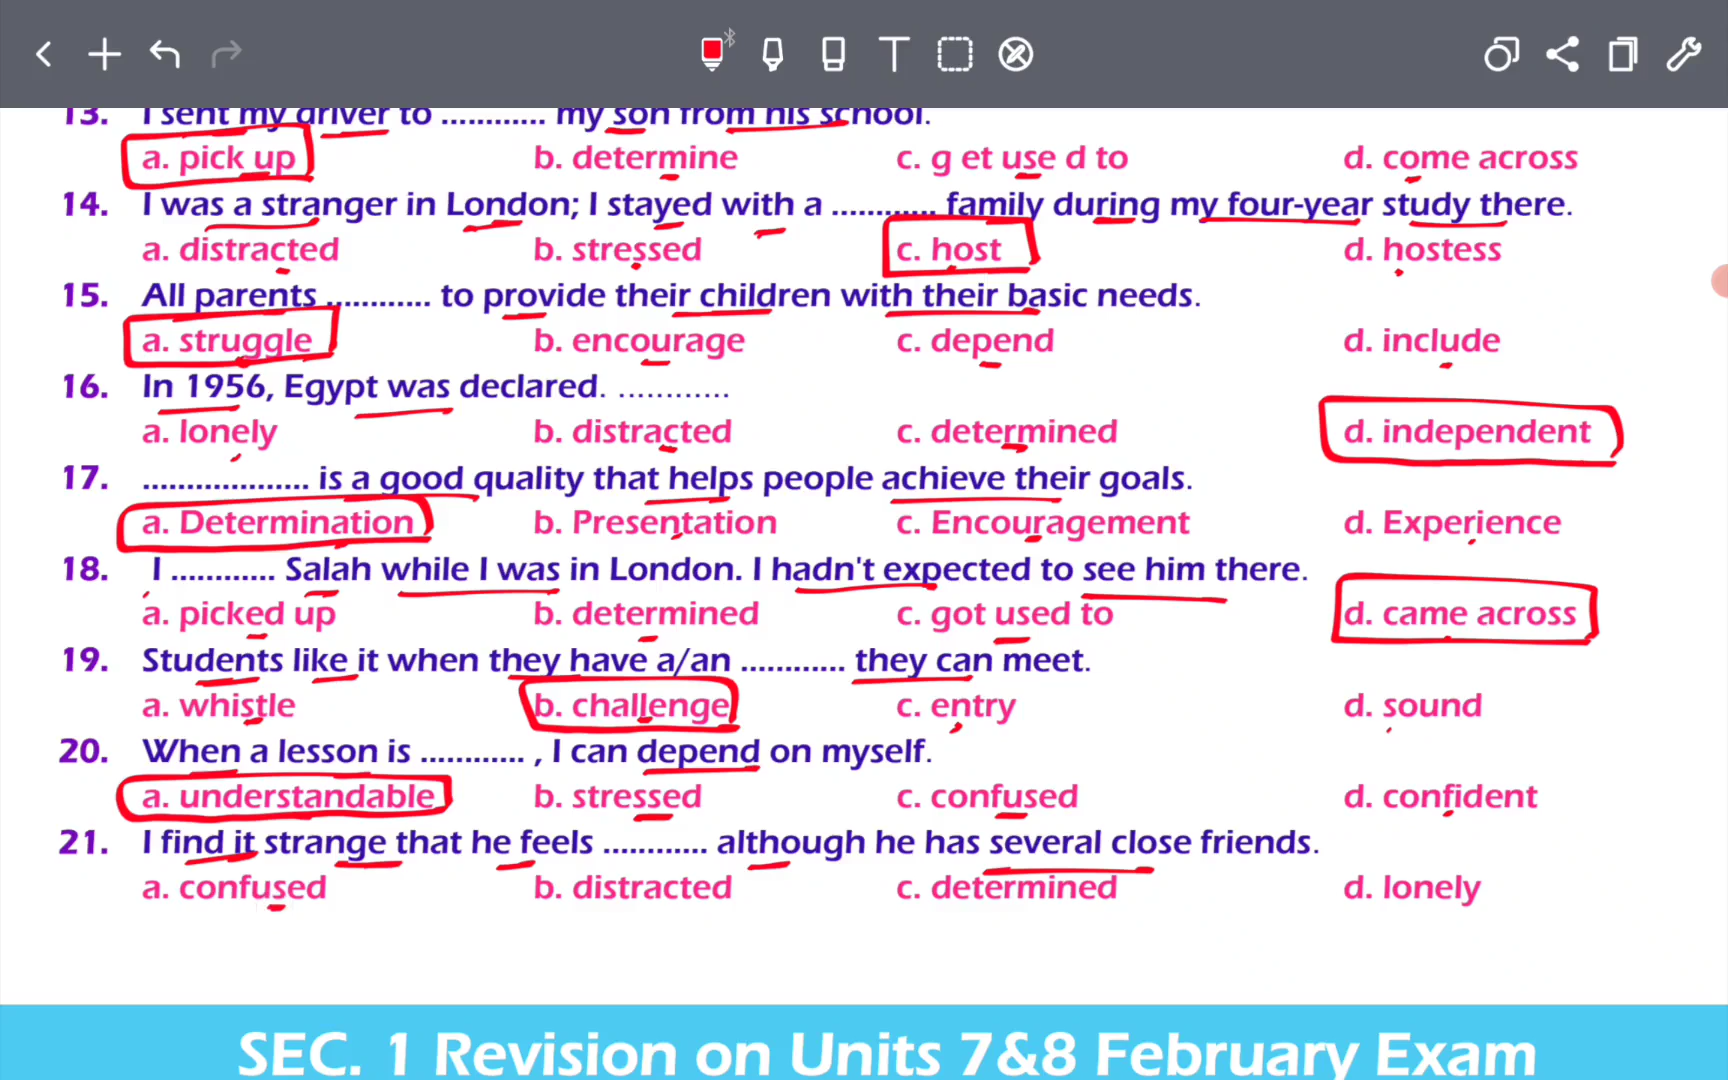 13. I sent my driver to ............ my son from his school.
a. pick up b. determine c. g et use d to d. come across
14. I was a stranger in London; I stayed with a ............ family during my four-year study there.
a. distracted b. stressed c. host d. hostess
15. All parents ............ to provide their children with their basic needs.
a. struggle b. encourage c. depend d. include
16. In 1956, Egypt was declared. ............
a. lonely b. distracted c. determined d. independent
17. ................... is a good quality that helps people achieve their goals.
a. Determination b. Presentation c. Encouragement d. Experience
18. I ............ Salah while I was in London. I hadn't expected to see him there.
a. picked up b. determined c. got used to d. came across
19. Students like it when they have a/an ............ they can meet.
a. whistle b. challenge c. entry d. sound
20. When a lesson is ............ , I can depend on myself.
a. understandable b. stressed c. confused d. confident
21. I find it strange that he feels ............ although he has several close friends.
a. confused b. distracted c. determined d. lonely
SEC. 1 Revision on Units 7&8 February Exam